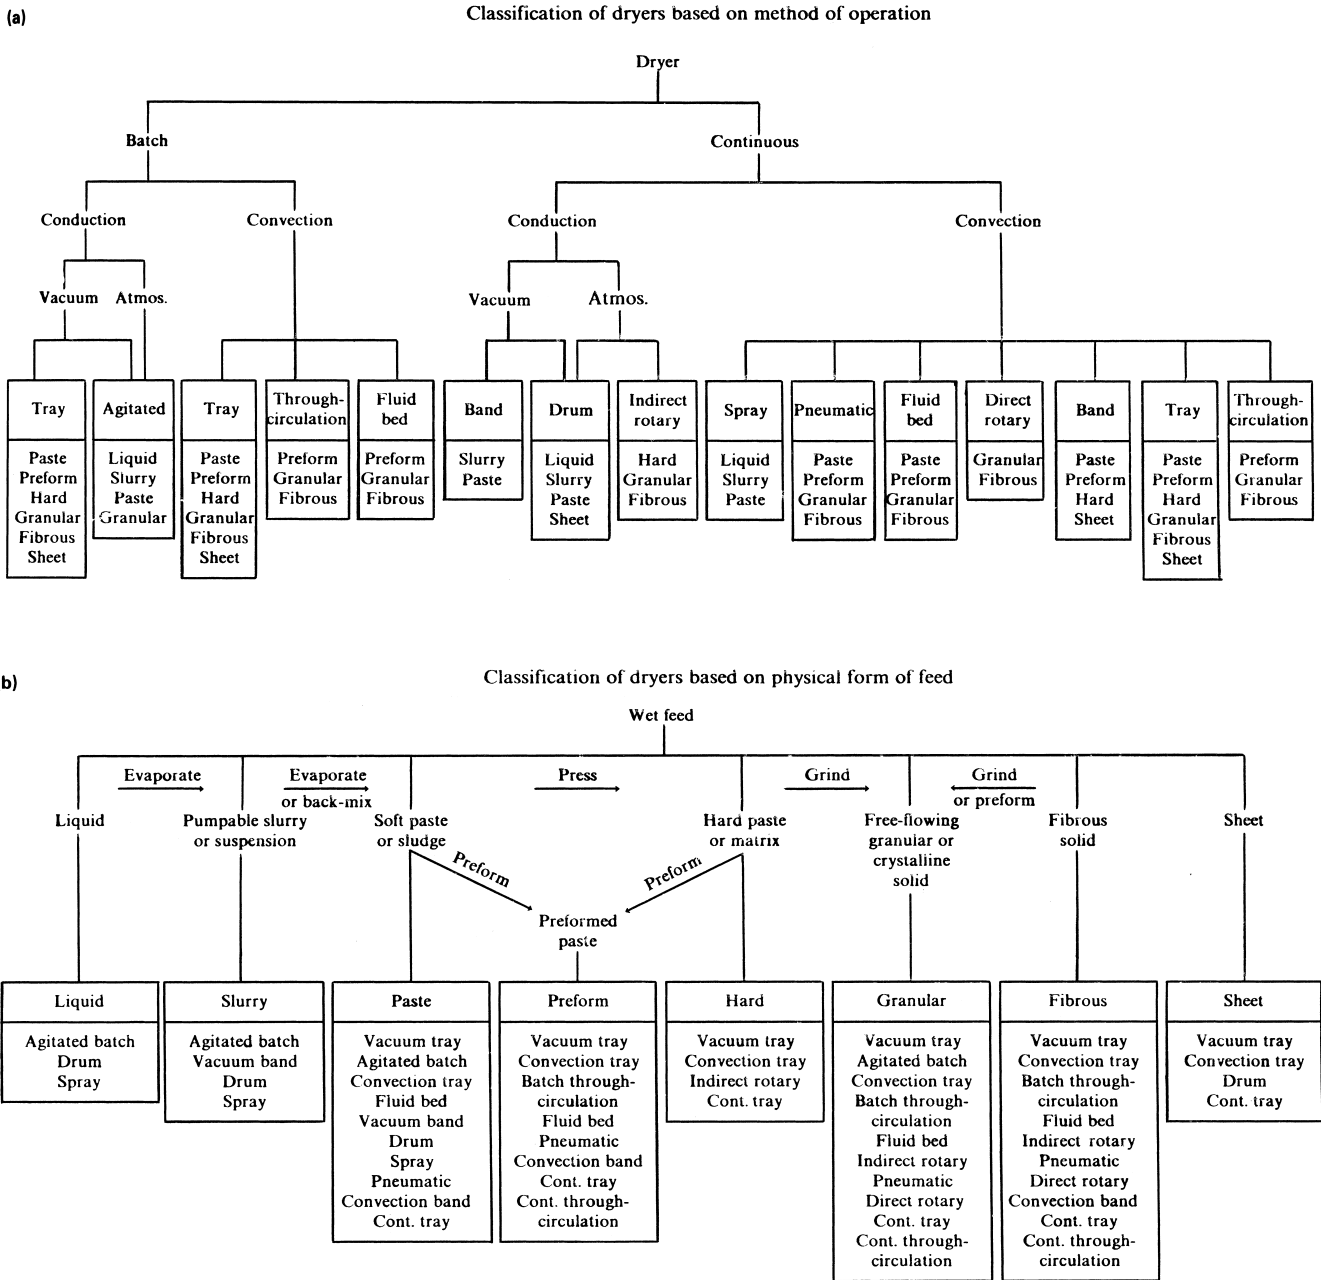 (a)
Classification of dryers based on method of operation
Dryer
Batch
Continuous
Conduction
Convection
Conduction
Convection
Vacuum
Atmos.
Vacuum
Atmos.
Tray
Paste
Preform
Hard
Granular
Fibrous
Sheet
Agitated
Liquid
Slurry
Paste
Granular
Tray
Paste
Preform
Hard
Granular
Fibrous
Sheet
Through-
circulation
Preform
Granular
Fibrous
Fluid
bed
Preform
Granular
Fibrous
Band
Slurry
Paste
Drum
Liquid
Slurry
Paste
Sheet
Indirect
rotary
Hard
Granular
Fibrous
Spray
Liquid
Slurry
Paste
Pneumatic
Paste
Preform
Granular
Fibrous
Fluid
bed
Paste
Preform
Granular
Fibrous
Direct
rotary
Granular
Fibrous
Band
Paste
Preform
Hard
Sheet
Tray
Paste
Preform
Hard
Granular
Fibrous
Sheet
Through-
circulation
Preform
Granular
Fibrous
b)
Classification of dryers based on physical form of feed
Wet feed
Evaporate
Evaporate
or back-mix
Press
Grind
Grind
or preform
Liquid
Pumpable slurry
or suspension
Soft paste
or sludge
Hard paste
or matrix
Free-flowing
granular or
crystalline
solid
Fibrous
solid
Sheet
Preform
Preform
Preformed
paste
Liquid
Agitated batch
Drum
Spray
Slurry
Agitated batch
Vacuum band
Drum
Spray
Paste
Vacuum tray
Agitated batch
Convection tray
Fluid bed
Vacuum band
Drum
Spray
Pneumatic
Convection band
Cont. tray
Preform
Vacuum tray
Convection tray
Batch through-
circulation
Fluid bed
Pneumatic
Convection band
Cont. tray
Cont. through-
circulation
Hard
Vacuum tray
Convection tray
Indirect rotary
Cont. tray
Granular
Vacuum tray
Agitated batch
Convection tray
Batch through-
circulation
Fluid bed
Indirect rotary
Pneumatic
Direct rotary
Cont. tray
Cont. through-
circulation
Fibrous
Vacuum tray
Convection tray
Batch through-
circulation
Fluid bed
Indirect rotary
Pneumatic
Direct rotary
Convection band
Cont. tray
Cont. through-
circulation
Sheet
Vacuum tray
Convection tray
Drum
Cont. tray